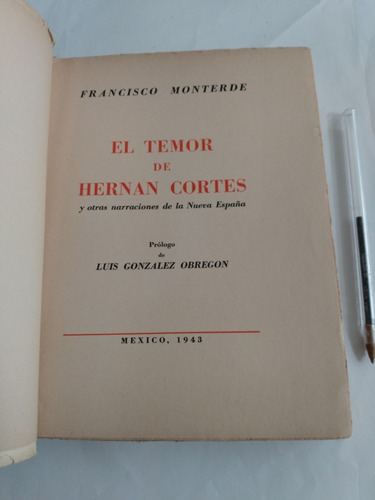 FRANCISCO MONTERDE
EL TEMOR
DE
HERNAN CORTES
y otras narraciones de la Nueva España
Prólogo
de
LUIS GONZALEZ OBREGON
MEXICO, 1943